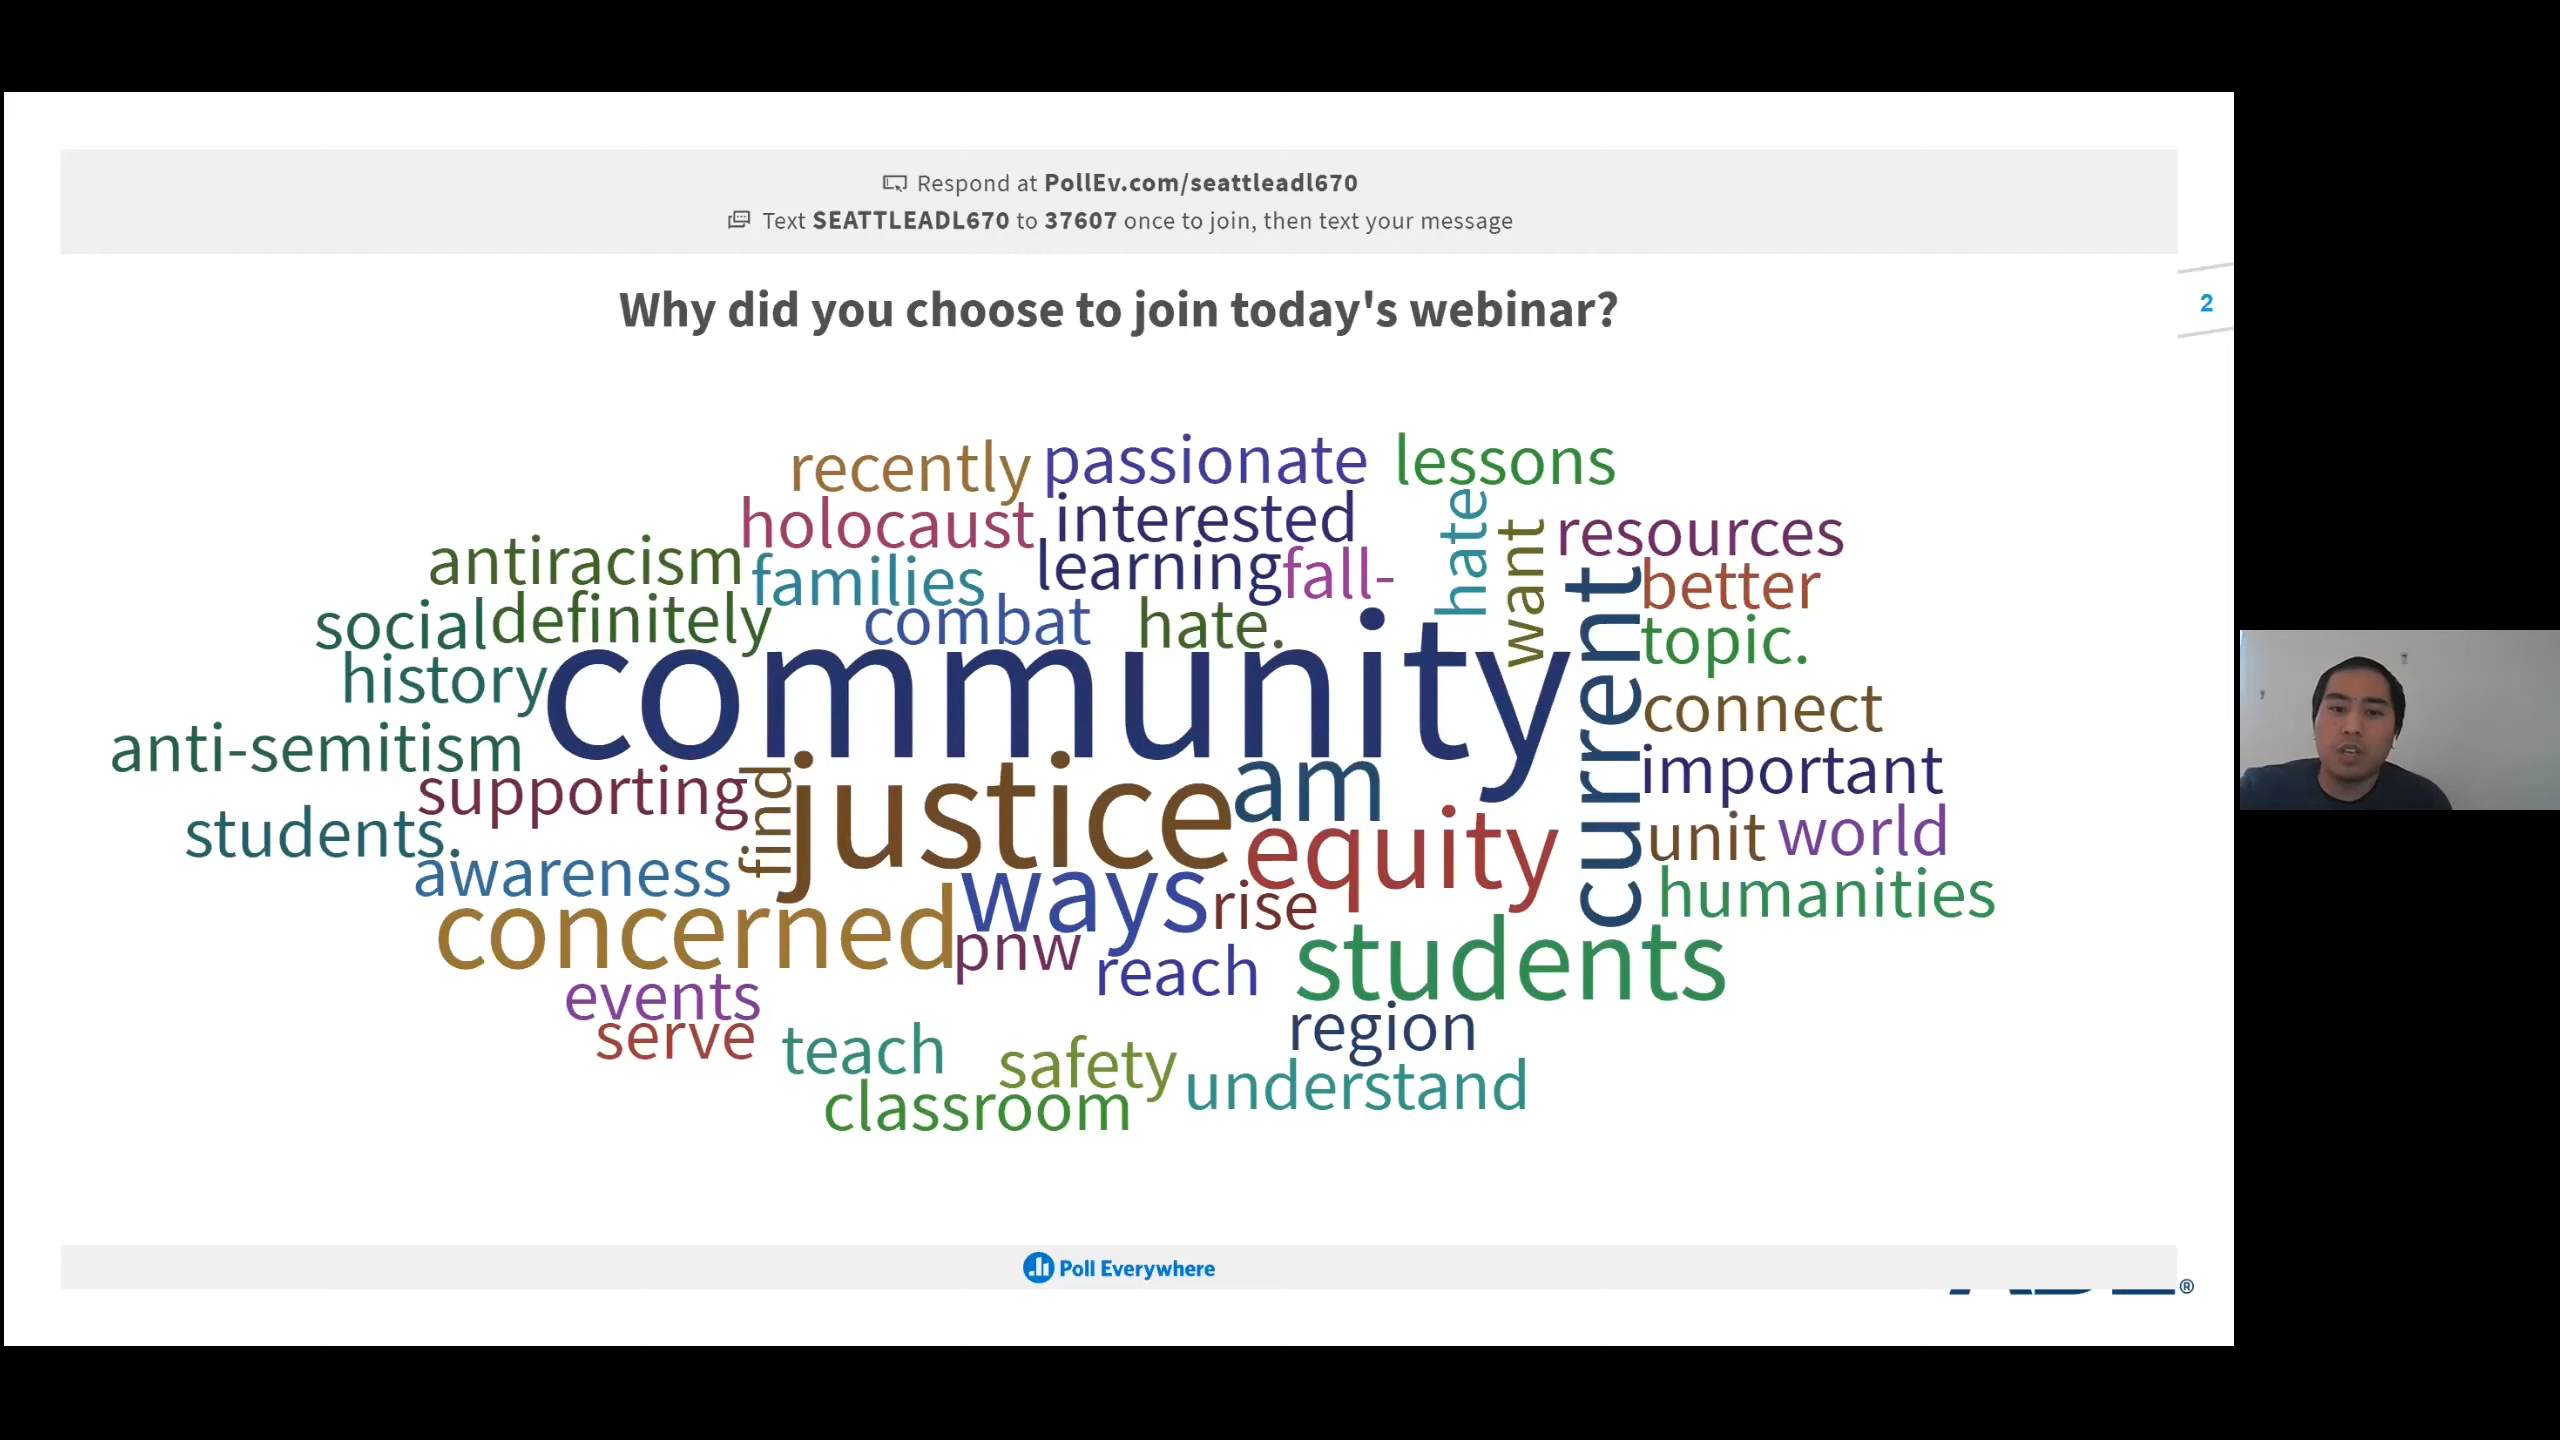 Respond at PollEv.com/seattleadl670
Text SEATTLEADL670 to 37607 once to join, then text your message
Why did you choose to join today's webinar?
2
recently passionate lessons
holocaust interested hate want resources
antiracism families learning fall- better
social definitely combat hate. topic.
history community current connect
anti-semitism supporting find justice am important
students. awareness equity unit world
concerned ways rise humanities
pnw reach students
events region
serve teach safety understand
classroom
Poll Everywhere
®